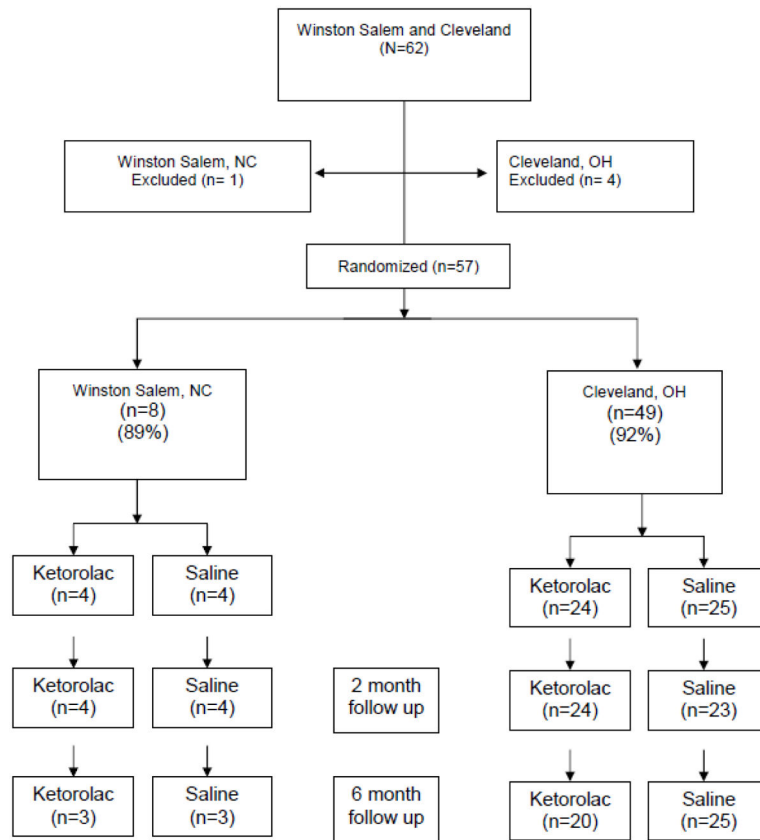 Winston Salem and Cleveland
(N=62)
Winston Salem, NC
Excluded (n= 1)
Cleveland, OH
Excluded (n= 4)
Randomized (n=57)
Winston Salem, NC
(n=8)
(89%)
Cleveland, OH
(n=49)
(92%)
Ketorolac
(n=4)
Saline
(n=4)
Ketorolac
(n=24)
Saline
(n=25)
Ketorolac
(n=4)
Saline
(n=4)
2 month
follow up
Ketorolac
(n=24)
Saline
(n=23)
Ketorolac
(n=3)
Saline
(n=3)
6 month
follow up
Ketorolac
(n=20)
Saline
(n=25)